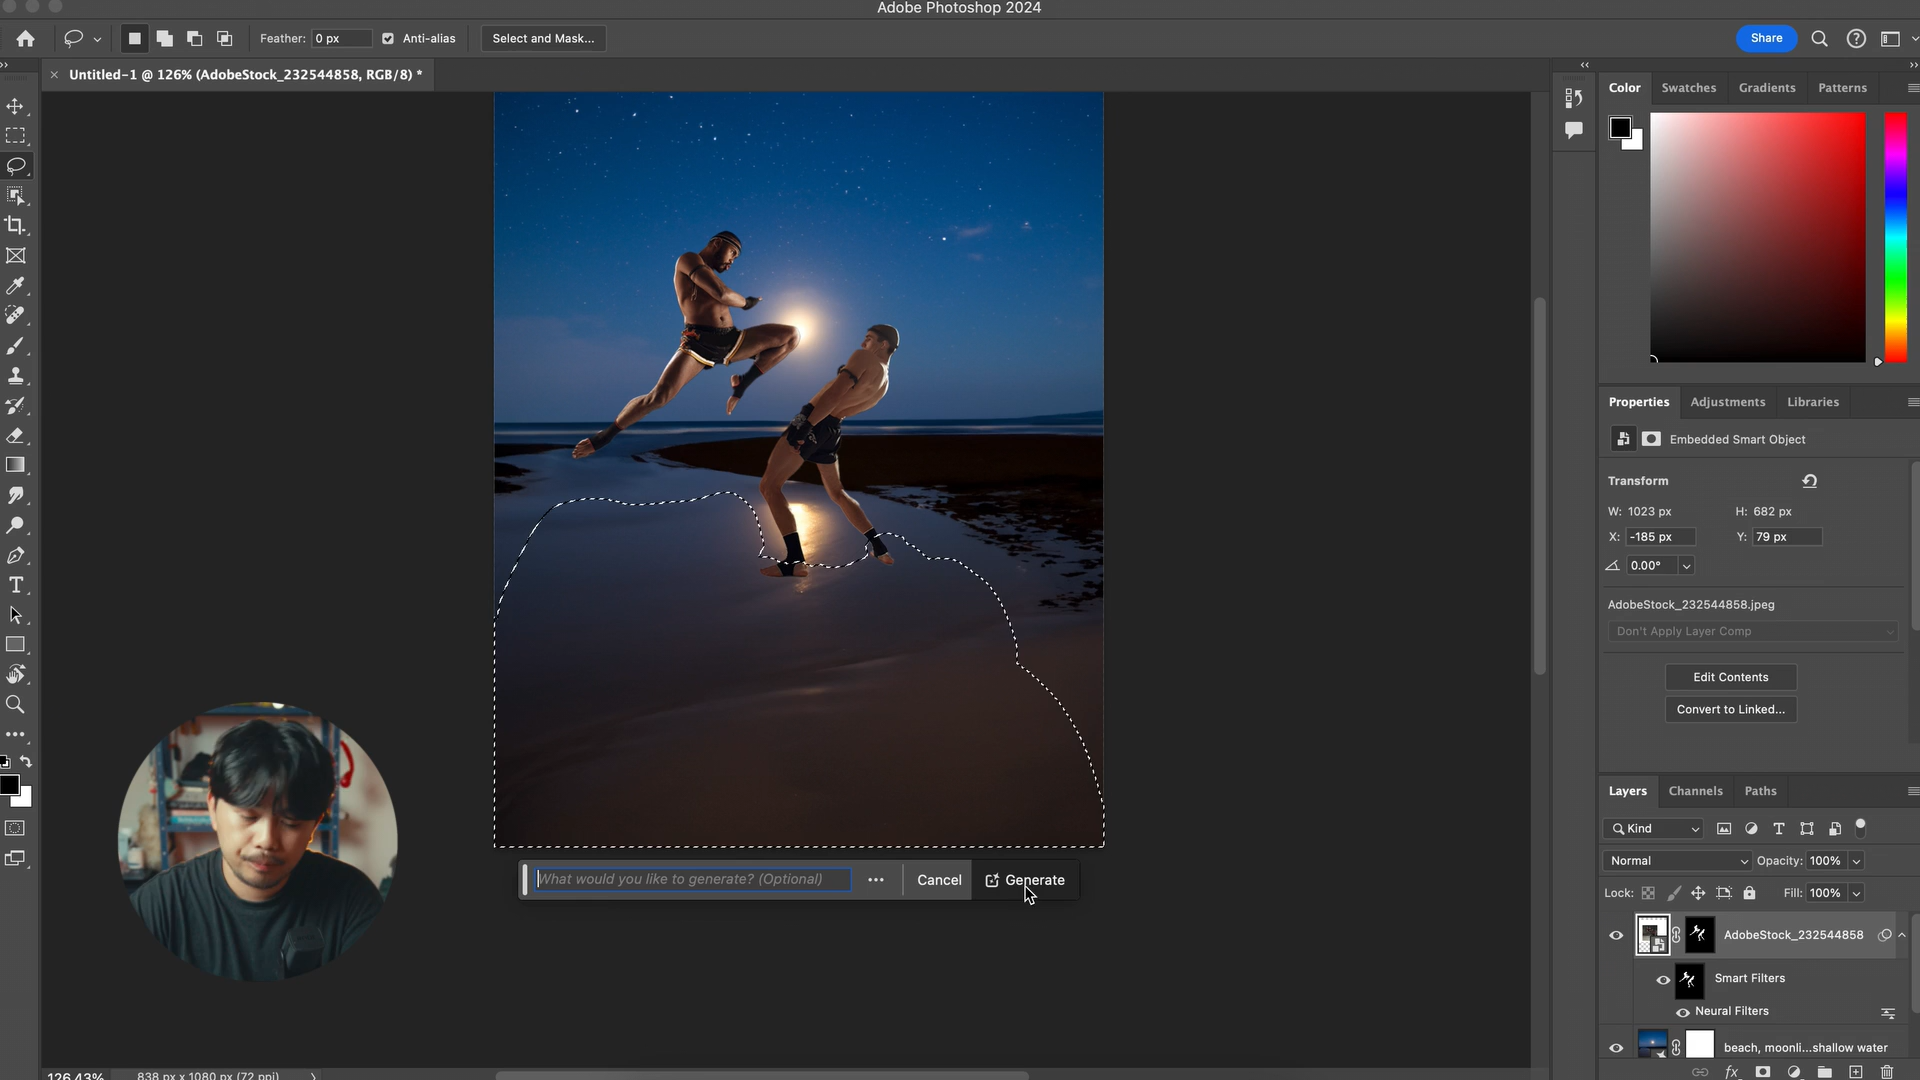 Adobe Photoshop 2024
Feather: 0 px Anti-alias Select and Mask... Share
Untitled-1 @ 126% (AdobeStock_232544858, RGB/8) *
Color Swatches Gradients Patterns
Properties Adjustments Libraries
Embedded Smart Object
Transform
W: 1023 px H: 682 px
X: -185 px Y: 79 px
0.00°
AdobeStock_232544858.jpeg
Don't Apply Layer Comp
Edit Contents
Convert to Linked...
Layers Channels Paths
Kind
Normal Opacity: 100%
What would you like to generate? (Optional) Cancel Generate
Lock: Fill: 100%
AdobeStock_232544858
Smart Filters
Neural Filters
beach, moonli...shallow water
126.43% 838 px x 1080 px (72 ppi)